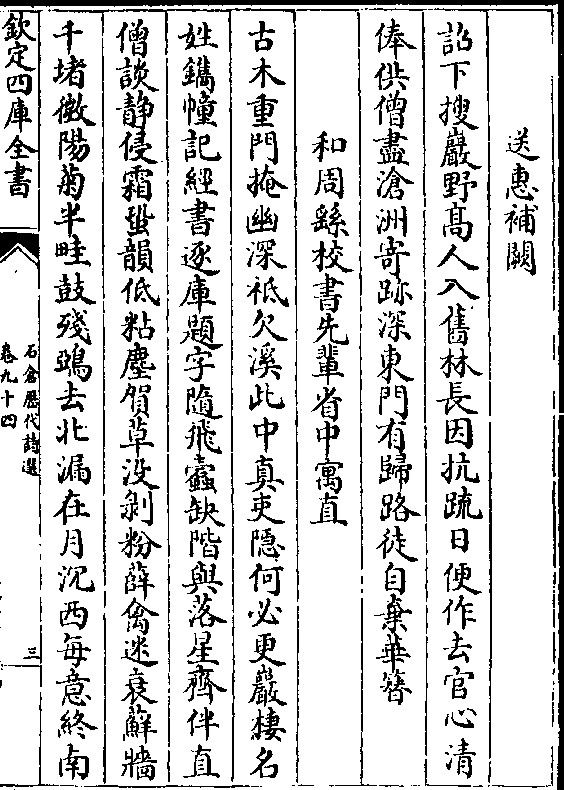 送惠補闕
詔下搜巖野髙人入舊林長因抗疏日便作去官心清
俸供僧盡滄洲寄跡深東門有歸路徒自棄華簪
和周繇校書先輩省中寓直
古木重門掩幽深祗欠溪此中真吏隠何必更巖棲名
姓鐫幢記經書逐庫題字隨飛蠧缺階與落星齊伴直
僧談静侵霜蛩韻低粘塵賀草没剥粉薛禽迷衰蘚牆
千堵微陽菊半畦鼓殘鴉去北漏在月沉西每意終南
欽定四庫全書
石倉歴代詩選
卷九十四
三